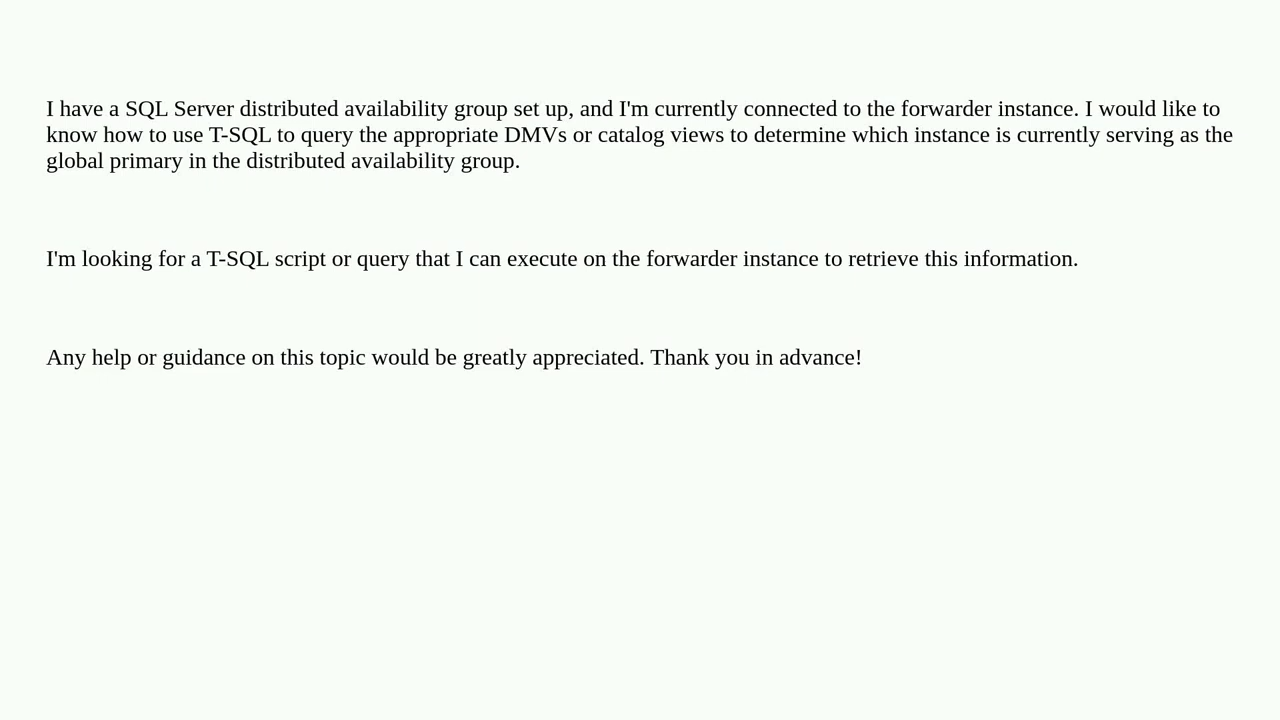 I have a SQL Server distributed availability group set up, and I'm currently connected to the forwarder instance. I would like to
know how to use T-SQL to query the appropriate DMVs or catalog views to determine which instance is currently serving as the
global primary in the distributed availability group.
I'm looking for a T-SQL script or query that I can execute on the forwarder instance to retrieve this information.
Any help or guidance on this topic would be greatly appreciated. Thank you in advance!